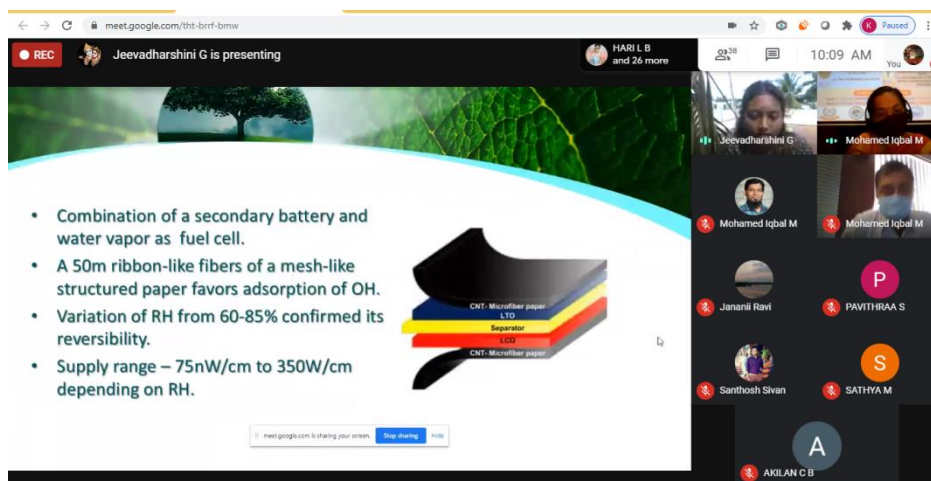 meet.google.com/tht-brrf-bmw
K Paused
REC
Jeevadharshini G is presenting
HARI L B
and 26 more
38
10:09 AM
You
Jeevadharshini G
Mohamed Iqbal M
• Combination of a secondary battery and
water vapor as fuel cell.
• A 50m ribbon-like fibers of a mesh-like
structured paper favors adsorption of OH.
• Variation of RH from 60-85% confirmed its
reversibility.
• Supply range – 75nW/cm to 350W/cm
depending on RH.
CNT- Microfiber paper
LTO
Separator
LCO
CNT- Microfiber paper
meet.google.com is sharing your screen.
Stop sharing
Hide
Mohamed Iqbal M
Mohamed Iqbal M
Jananii Ravi
P
PAVITHRAA S
Santhosh Sivan
S
SATHYA M
A
AKILAN C B